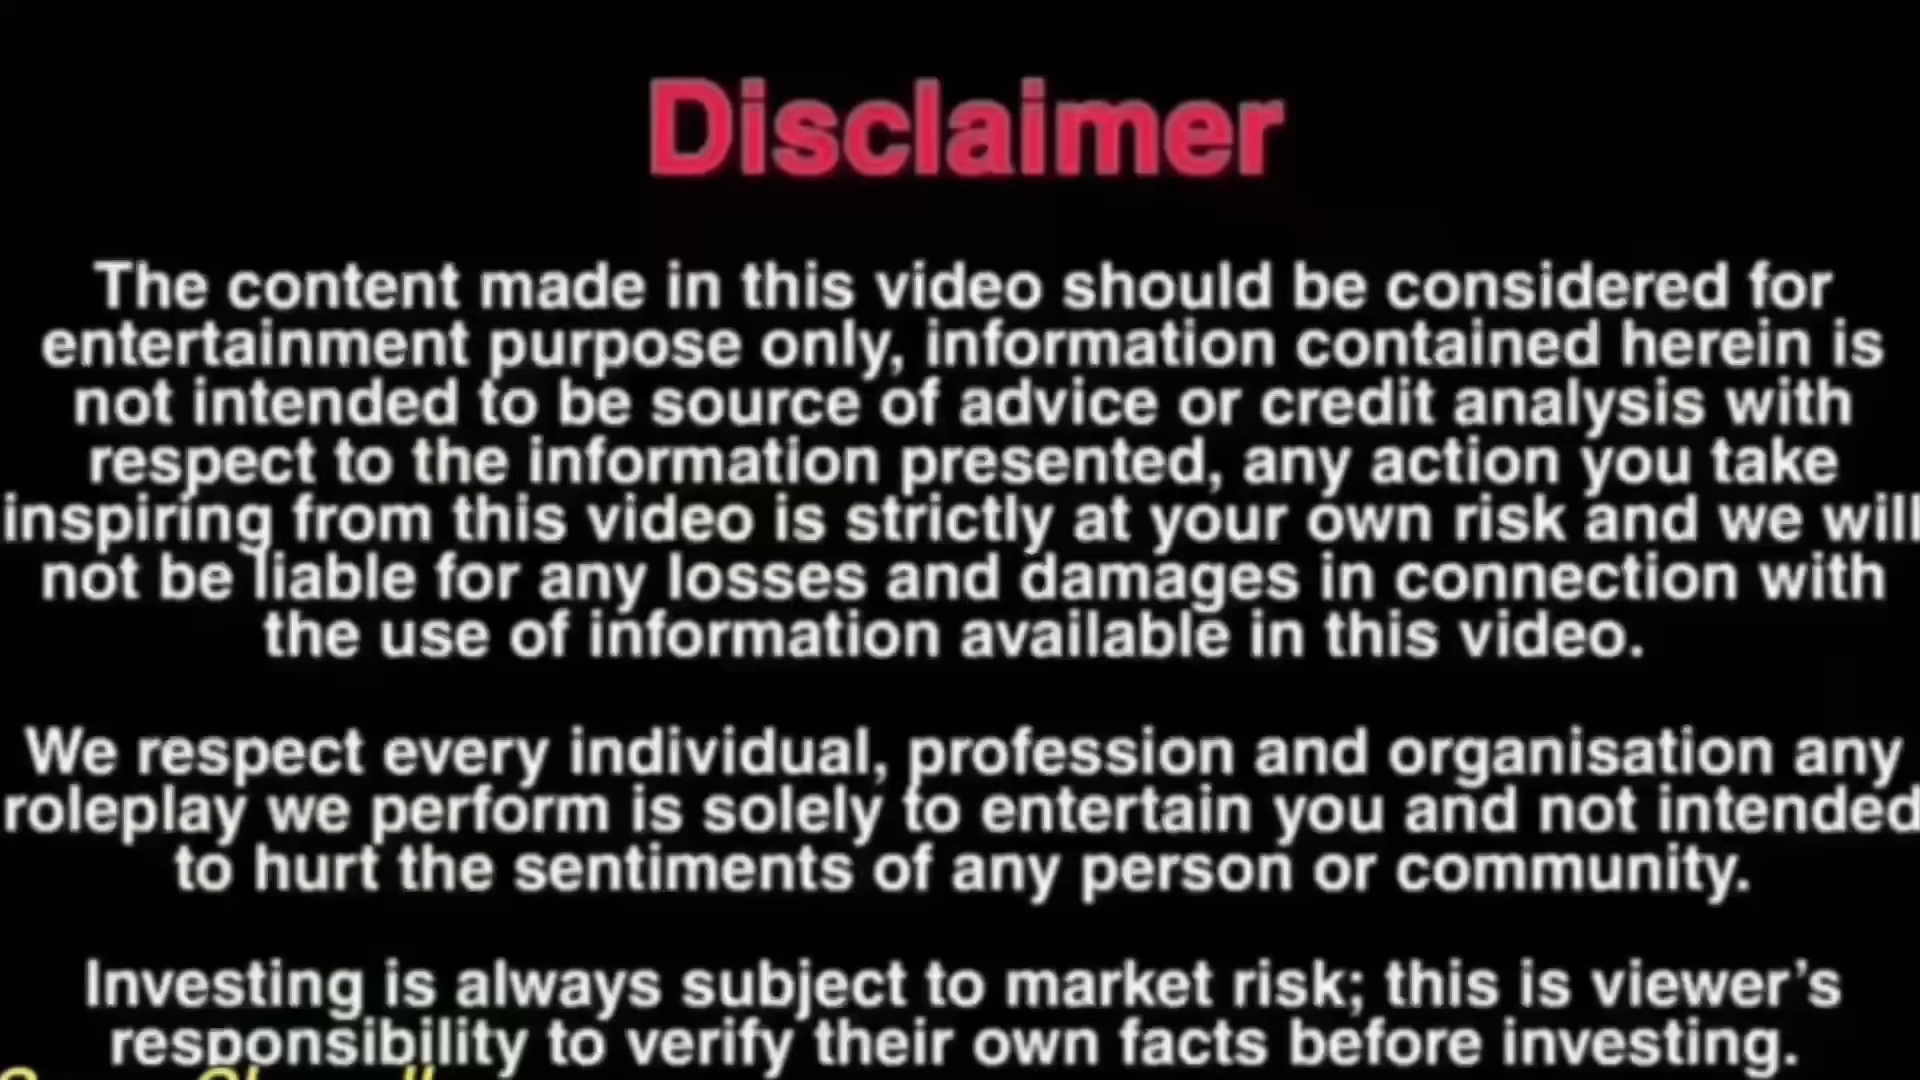 Disclaimer
The content made in this video should be considered for
entertainment purpose only, information contained herein is
not intended to be source of advice or credit analysis with
respect to the information presented, any action you take
inspiring from this video is strictly at your own risk and we will
not be liable for any losses and damages in connection with
the use of information available in this video.
We respect every individual, profession and organisation any
roleplay we perform is solely to entertain you and not intended
to hurt the sentiments of any person or community.
Investing is always subject to market risk; this is viewer's
responsibility to verify their own facts before investing.